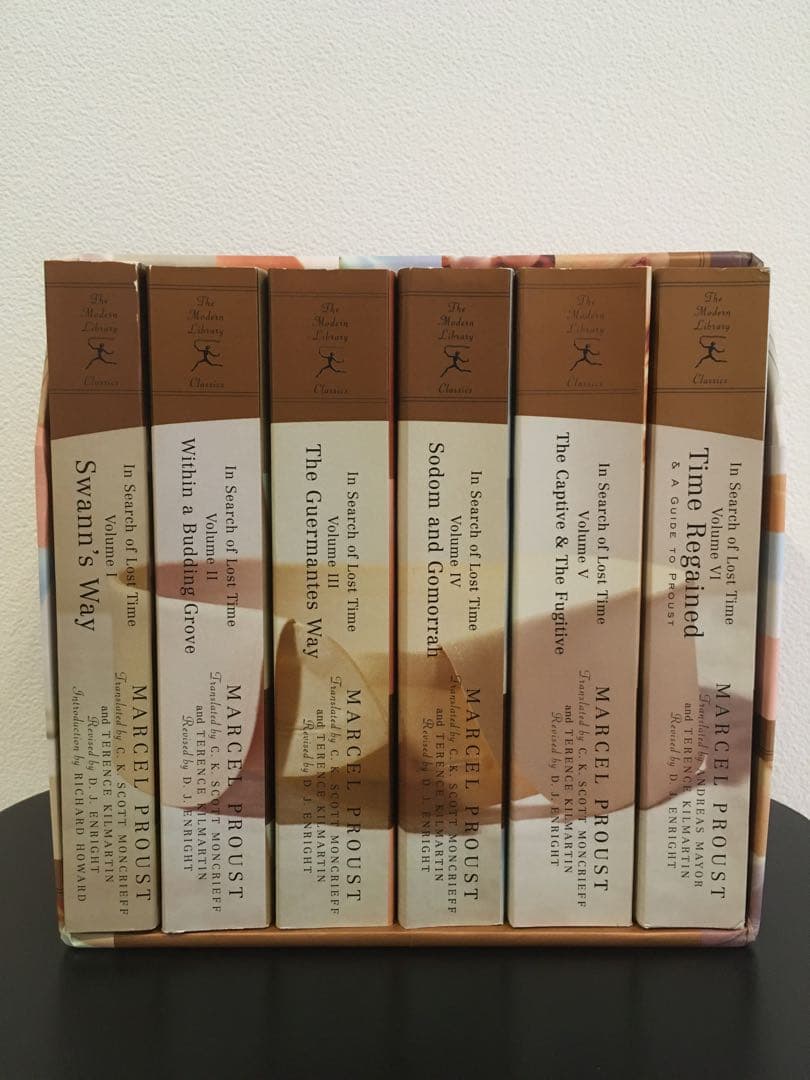 The
Modern
Library
Classics
In Search of Lost Time
Volume I
Swann's Way
MARCEL PROUST
Translated by C. K. SCOTT MONCRIEFF
and TERENCE KILMARTIN
Revised by D. J. ENRIGHT
Introduction by RICHARD HOWARD
The
Modern
Library
Classics
In Search of Lost Time
Volume II
Within a Budding Grove
MARCEL PROUST
Translated by C. K. SCOTT MONCRIEFF
and TERENCE KILMARTIN
Revised by D. J. ENRIGHT
The
Modern
Library
Classics
In Search of Lost Time
Volume III
The Guermantes Way
MARCEL PROUST
Translated by C. K. SCOTT MONCRIEFF
and TERENCE KILMARTIN
Revised by D. J. ENRIGHT
The
Modern
Library
Classics
In Search of Lost Time
Volume IV
Sodom and Gomorrah
MARCEL PROUST
Translated by C. K. SCOTT MONCRIEFF
and TERENCE KILMARTIN
Revised by D. J. ENRIGHT
The
Modern
Library
Classics
In Search of Lost Time
Volume V
The Captive & The Fugitive
MARCEL PROUST
Translated by C. K. SCOTT MONCRIEFF
and TERENCE KILMARTIN
Revised by D. J. ENRIGHT
The
Modern
Library
Classics
In Search of Lost Time
Volume VI
Time Regained
& A GUIDE TO PROUST
MARCEL PROUST
Translated by ANDREAS MAYOR
and TERENCE KILMARTIN
Revised by D. J. ENRIGHT